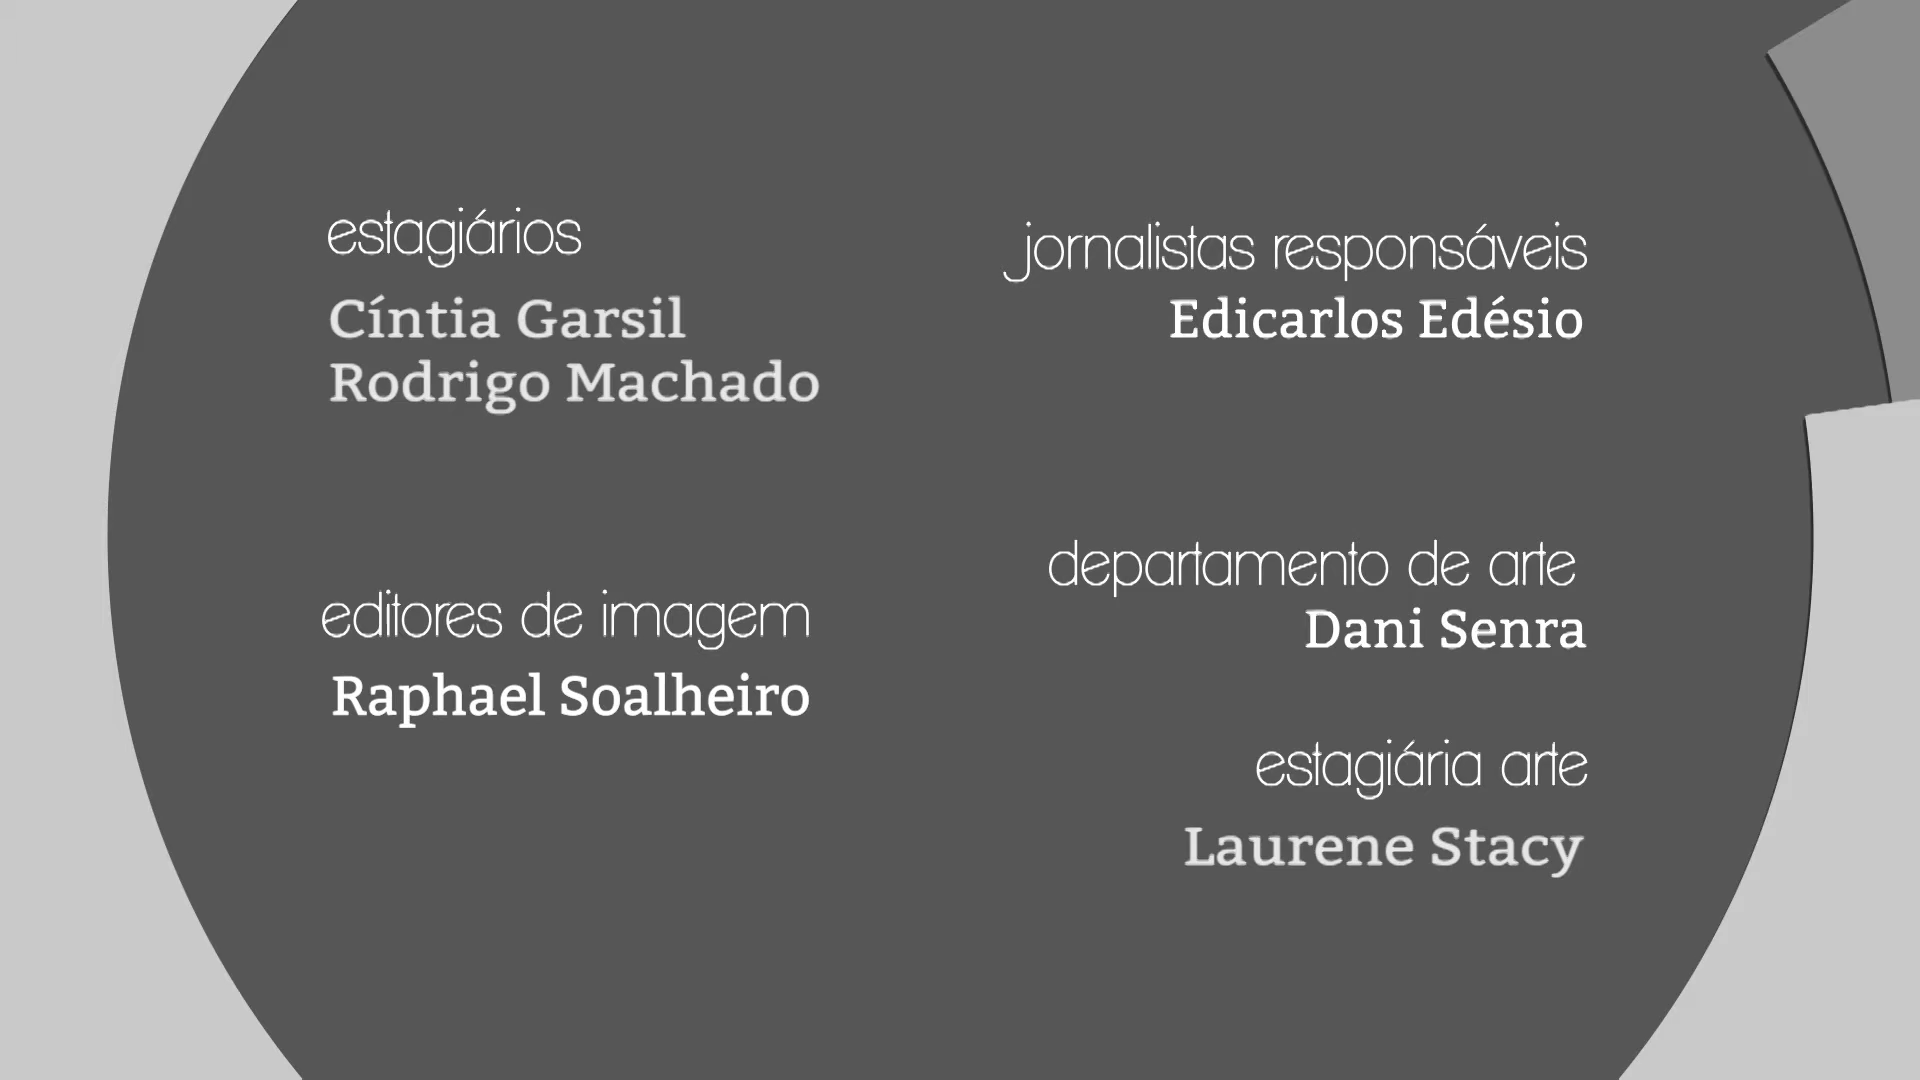 estagiários
Cíntia Garsil
Rodrigo Machado
editores de imagem
Raphael Soalheiro
jornalistas responsáveis
Edicarlos Edésio
departamento de arte
Dani Senra
estagiária arte
Laurene Stacy